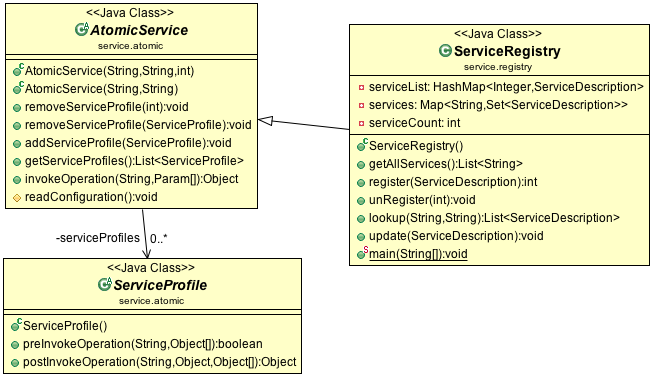 <<Java Class>>
AtomicService
service.atomic
AtomicService(String,String,int)
AtomicService(String,String)
removeServiceProfile(int):void
removeServiceProfile(ServiceProfile):void
addServiceProfile(ServiceProfile):void
getServiceProfiles():List<ServiceProfile>
invokeOperation(String,Param[]):Object
readConfiguration():void
<<Java Class>>
ServiceRegistry
service.registry
serviceList: HashMap<Integer,ServiceDescription>
services: Map<String,Set<ServiceDescription>>
serviceCount: int
ServiceRegistry()
getAllServices():List<String>
register(ServiceDescription):int
unRegister(int):void
lookup(String,String):List<ServiceDescription>
update(ServiceDescription):void
main(String[]):void
-serviceProfiles 0..*
<<Java Class>>
ServiceProfile
service.atomic
ServiceProfile()
preInvokeOperation(String,Object[]):boolean
postInvokeOperation(String,Object,Object[]):Object